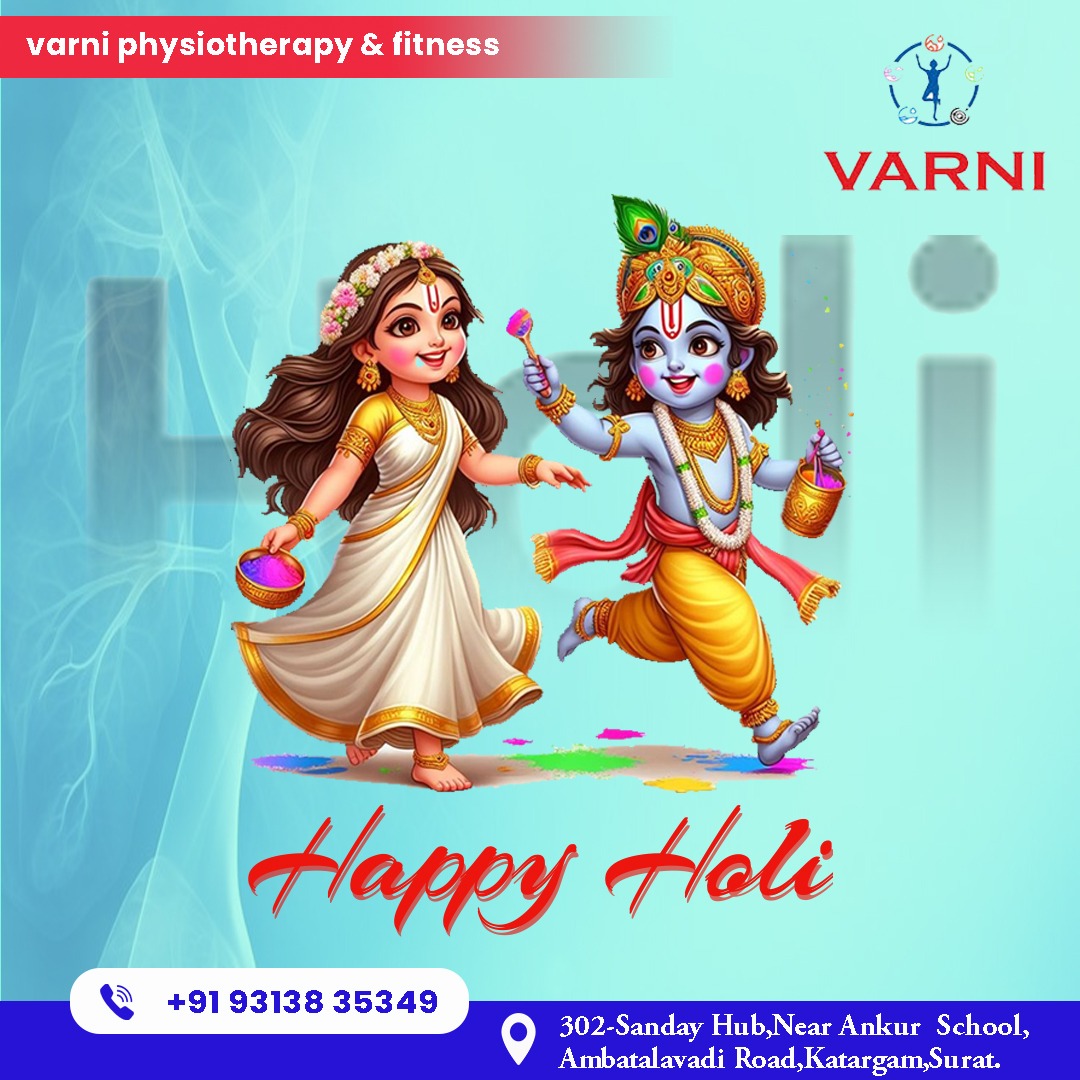 varni physiotherapy & fitness
VARNI
Holi
Happy Holi
+91 93138 35349
302-Sanday Hub,Near Ankur School,
Ambatalavadi Road,Katargam,Surat.